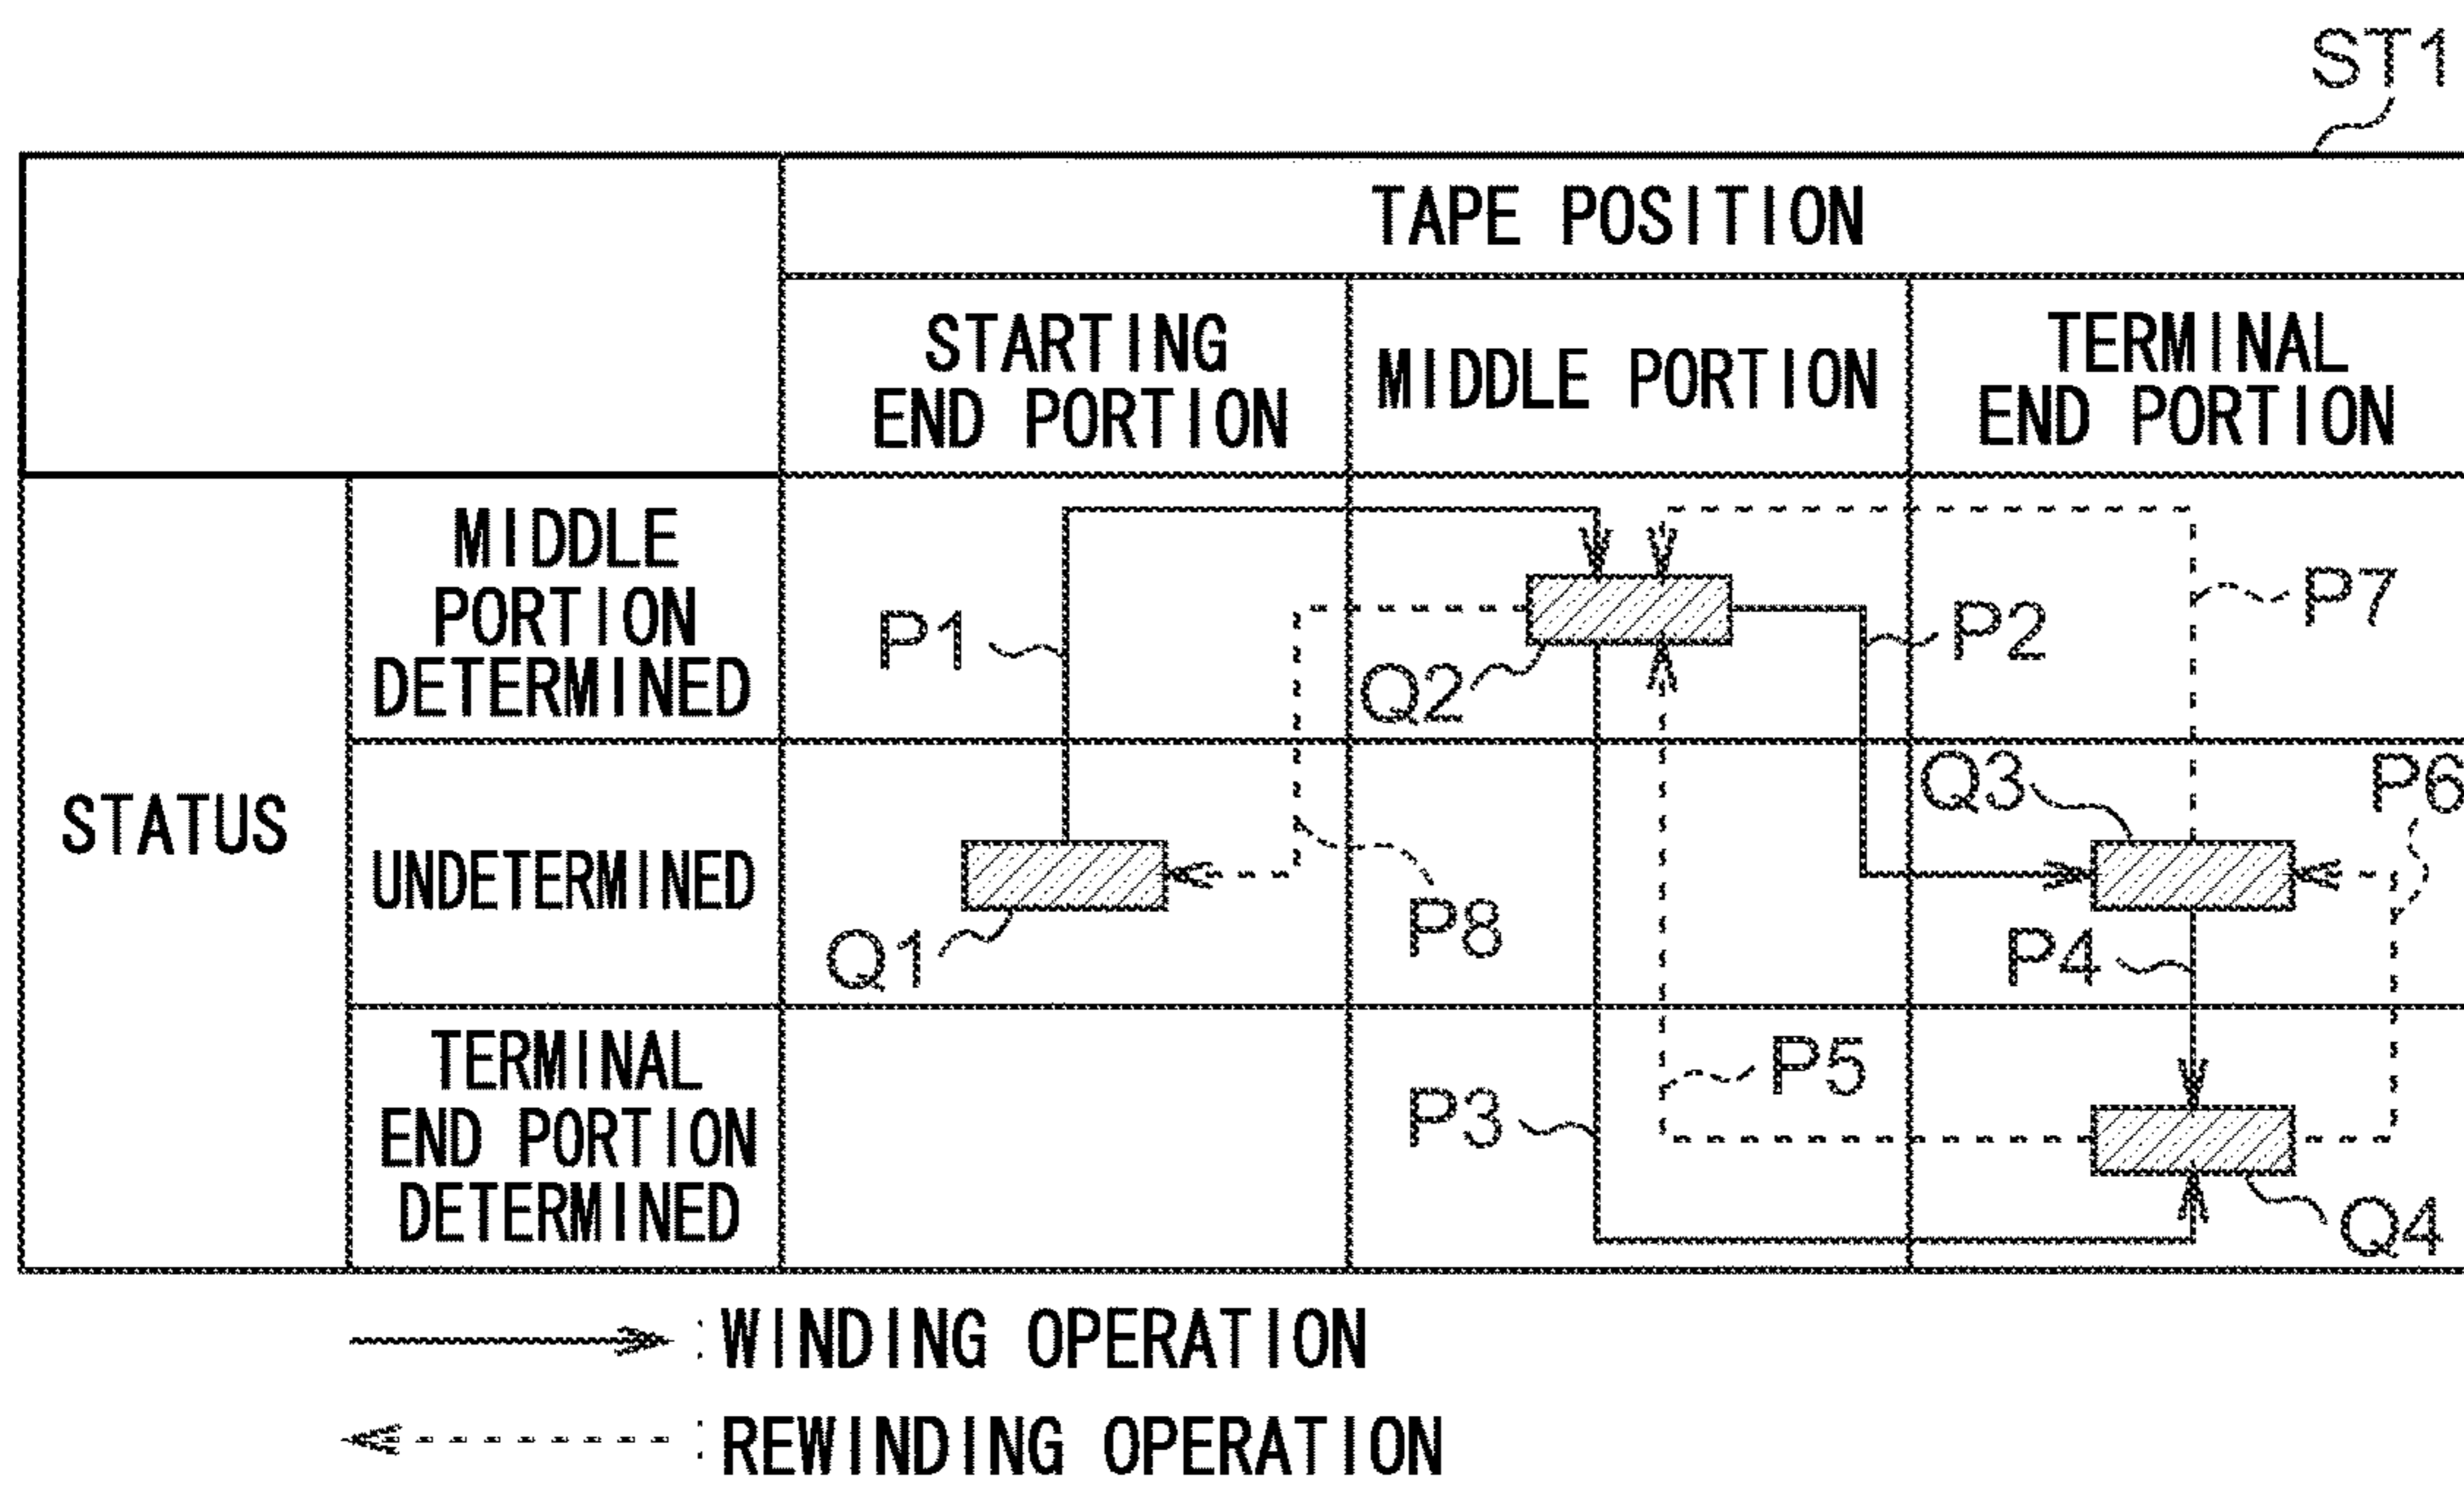 ST1
TAPE POSITION
STARTING
END PORTION
MIDDLE PORTION
TERMINAL
END PORTION
STATUS
MIDDLE
PORTION
DETERMINED
P1
Q2
P2
P7
UNDETERMINED
Q1
P8
Q3
P6
P4
TERMINAL
END PORTION
DETERMINED
P3
P5
Q4
: WINDING OPERATION
: REWINDING OPERATION